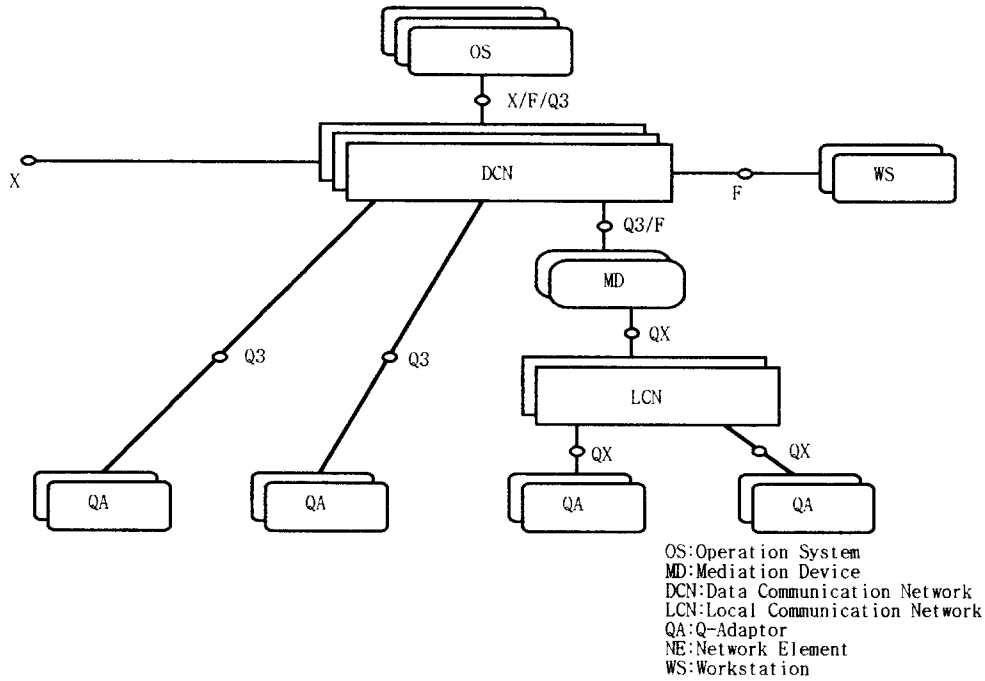 OS
X/F/Q3
X
DCN
F
WS
Q3/F
MD
QX
Q3
Q3
LCN
QX
QX
QA
QA
QA
QA
OS:Operation System
MD:Mediation Device
DCN:Data Communication Network
LCN:Local Communication Network
QA:Q-Adaptor
NE:Network Element
WS:Workstation